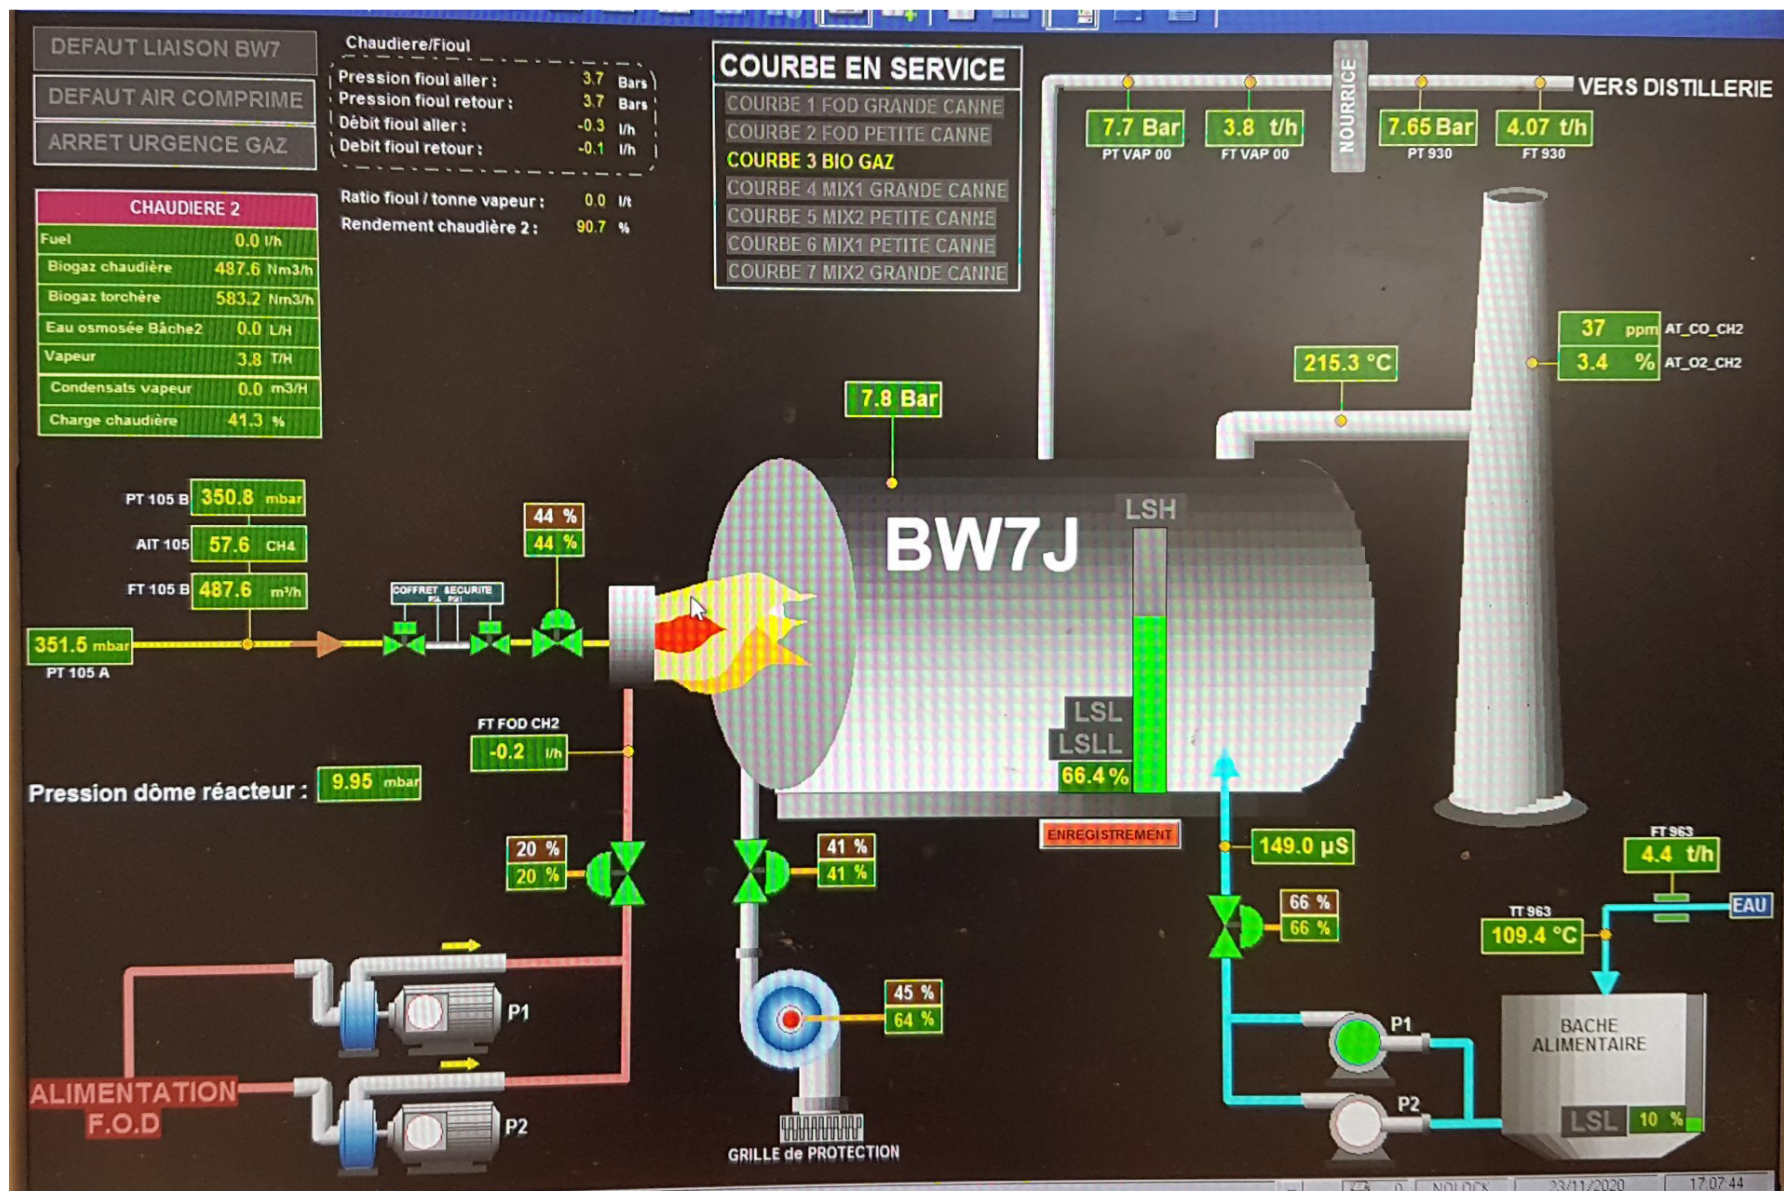 DEFAUT LIAISON BW7
DEFAUT AIR COMPRIME
ARRET URGENCE GAZ
Chaudiere/Fioul
Pression fioul aller : 3.7 Bars
Pression fioul retour : 3.7 Bars
Débit fioul aller : -0.3 l/h
Debit fioul retour : -0.1 l/h
Ratio fioul / tonne vapeur : 0.0 l/t
Rendement chaudière 2 : 90.7 %
COURBE EN SERVICE
COURBE 1 FOD GRANDE CANNE
COURBE 2 FOD PETITE CANNE
COURBE 3 BIO GAZ
COURBE 4 MIX1 GRANDE CANNE
COURBE 5 MIX2 PETITE CANNE
COURBE 6 MIX1 PETITE CANNE
COURBE 7 MIX2 GRANDE CANNE
NOURRICE
VERS DISTILLERIE
7.7 Bar
PT VAP 00
3.8 t/h
FT VAP 00
7.65 Bar
PT 930
4.07 t/h
FT 930
CHAUDIERE 2
Fuel 0.0 l/h
Biogaz chaudière 487.6 Nm3/h
Biogaz torchère 583.2 Nm3/h
Eau osmosée Bâche2 0.0 L/H
Vapeur 3.8 T/H
Condensats vapeur 0.0 m3/H
Charge chaudière 41.3 %
37 ppm AT_CO_CH2
3.4 % AT_O2_CH2
215.3 °C
7.8 Bar
PT 105 B 350.8 mbar
AIT 105 57.6 CH4
FT 105 B 487.6 m³/h
351.5 mbar
PT 105 A
COFFRET SECURITE
44 %
44 %
BW7J
LSH
LSL
LSLL
66.4 %
FT FOD CH2
-0.2 l/h
Pression dôme réacteur : 9.95 mbar
ENREGISTREMENT
20 %
20 %
41 %
41 %
149.0 µS
FT 963
4.4 t/h
EAU
TT 963
109.4 °C
66 %
66 %
45 %
64 %
P1
P2
ALIMENTATION
F.O.D
GRILLE de PROTECTION
P1
P2
BACHE
ALIMENTAIRE
LSL 10 %
0 NOLOCK 23/11/2020 17:07:44